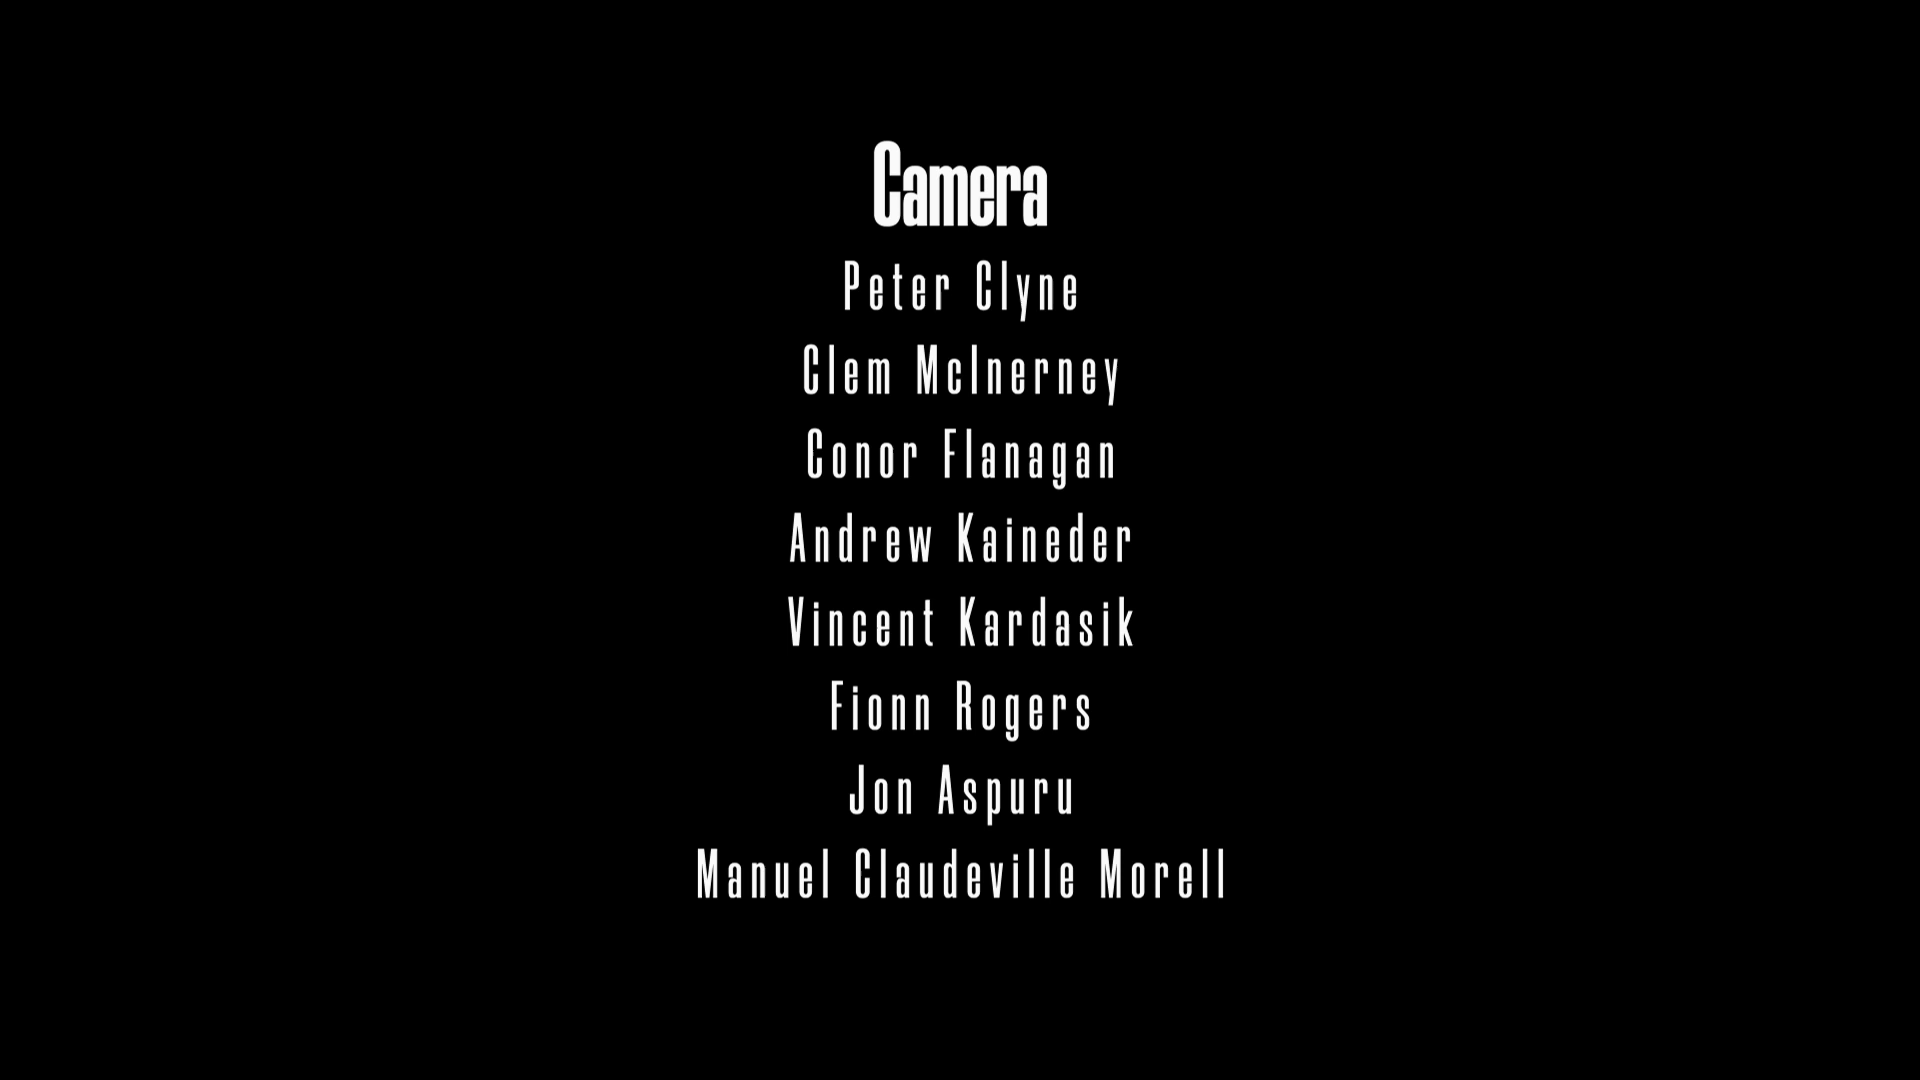 Camera
Peter Clyne
Clem McInerney
Conor Flanagan
Andrew Kaineder
Vincent Kardasik
Fionn Rogers
Jon Aspuru
Manuel Claudeville Morell